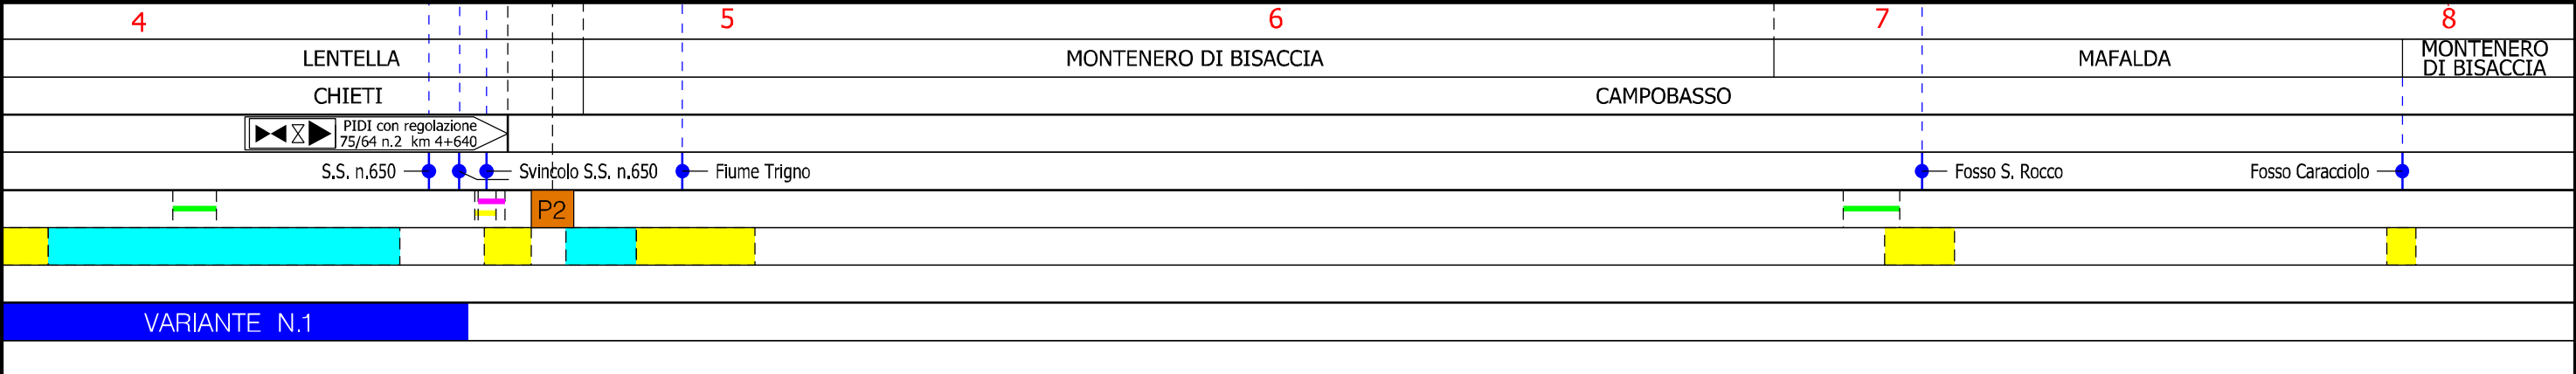 4 5 6 7 8
LENTELLA MONTENERO DI BISACCIA MAFALDA MONTENERO
DI BISACCIA
CHIETI CAMPOBASSO
PIDI con regolazione
75/64 n.2 km 4+640
S.S. n.650 Svincolo S.S. n.650 Fiume Trigno Fosso S. Rocco Fosso Caracciolo
P2
VARIANTE N.1